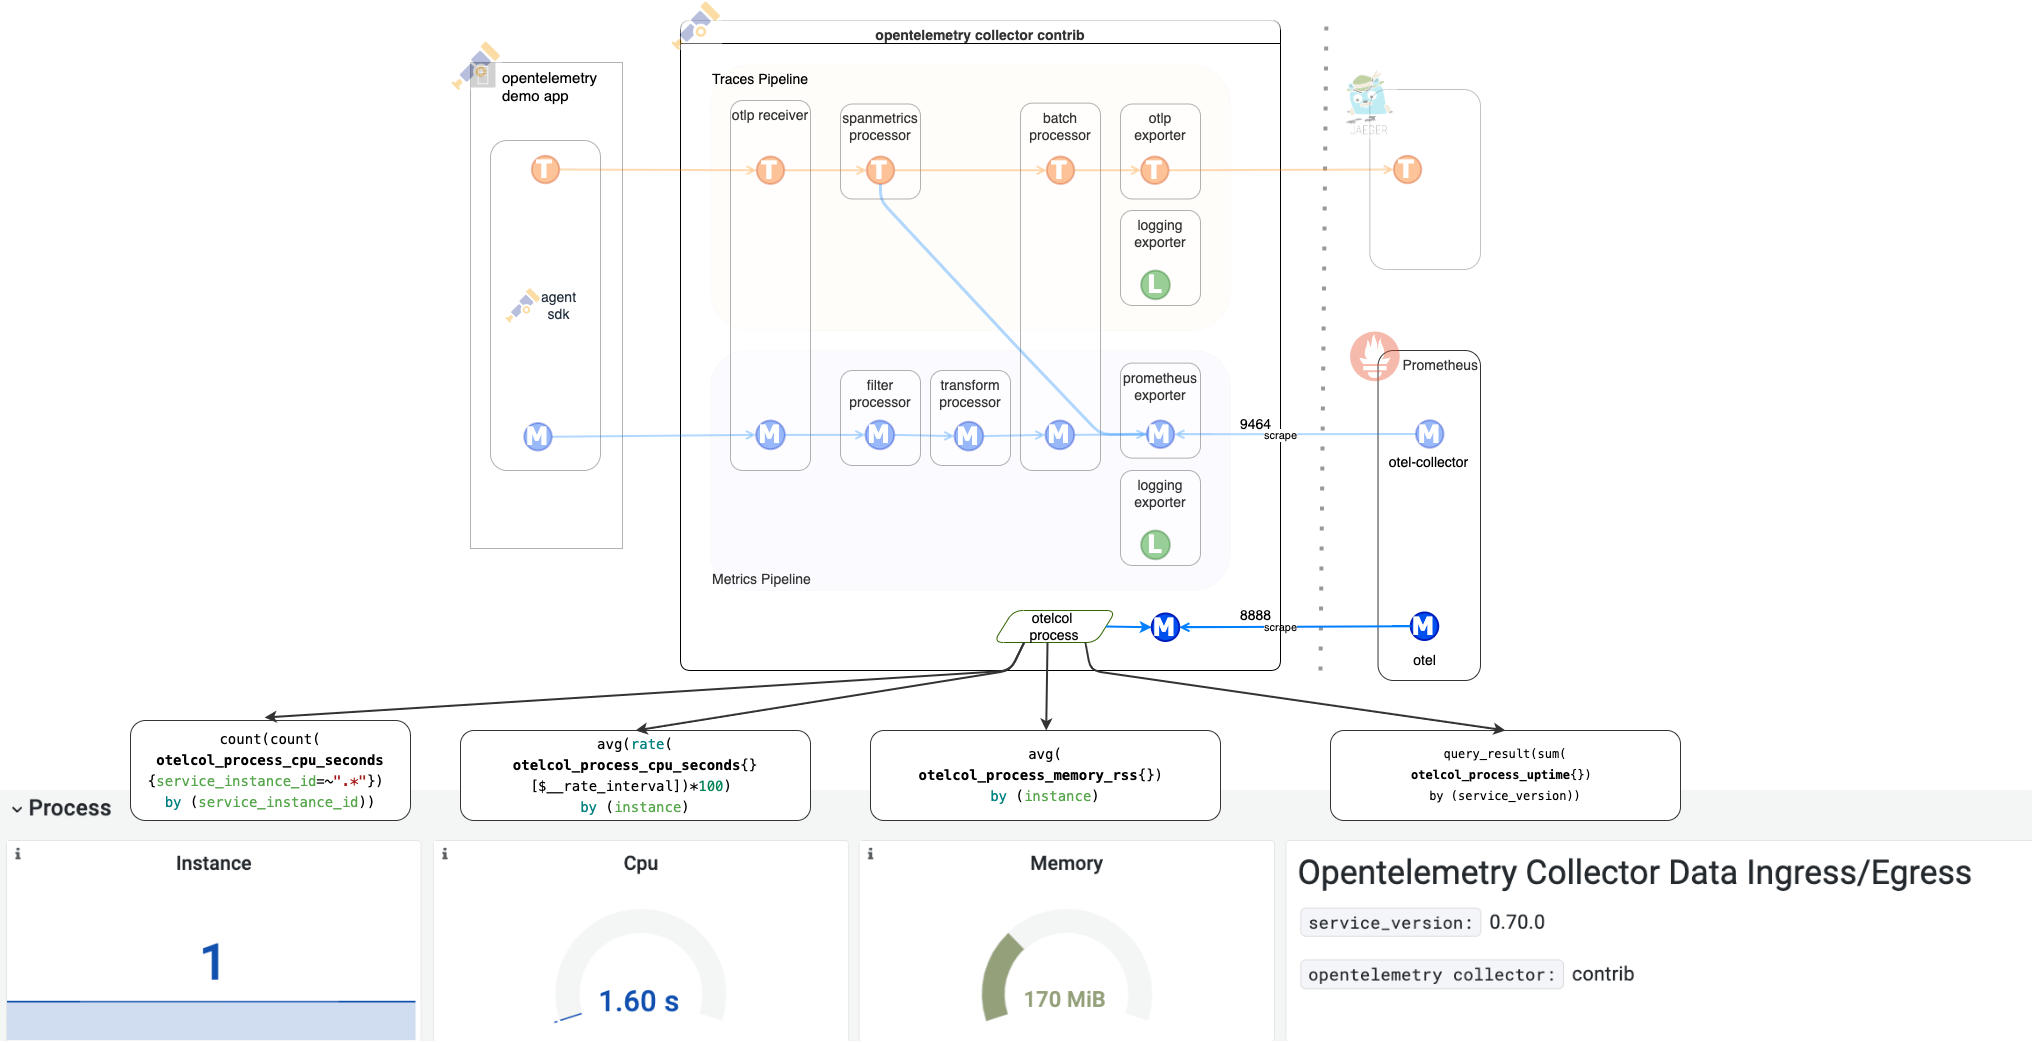 opentelemetry collector contrib
opentelemetry
demo app
Traces Pipeline
otlp receiver
spanmetrics
processor
batch
processor
otlp
exporter
JAEGER
T
T
T
T
T
T
logging
exporter
L
agent
sdk
Prometheus
filter
processor
transform
processor
prometheus
exporter
9464
scrape
M
M
M
M
M
M
M
otel-collector
logging
exporter
L
Metrics Pipeline
otelcol
process
M
8888
scrape
M
otel
count(count(
otelcol_process_cpu_seconds
{service_instance_id=~".*"})
by (service_instance_id))
avg(rate(
otelcol_process_cpu_seconds{}
[$__rate_interval])*100)
by (instance)
avg(
otelcol_process_memory_rss{})
by (instance)
query_result(sum(
otelcol_process_uptime{})
by (service_version))
Process
i
Instance
1
i
Cpu
1.60 s
i
Memory
170 MiB
Opentelemetry Collector Data Ingress/Egress
service_version: 0.70.0
opentelemetry collector: contrib